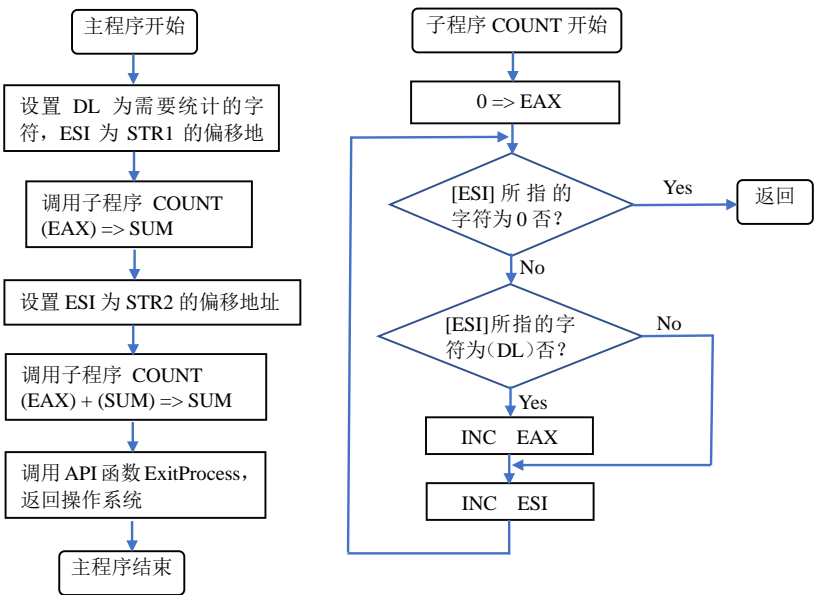 主程序开始
设置 DL 为需要统计的字
符，ESI 为 STR1 的偏移地
调用子程序 COUNT
(EAX) => SUM
设置 ESI 为 STR2 的偏移地址
调用子程序 COUNT
(EAX) + (SUM) => SUM
调用 API 函数 ExitProcess，
返回操作系统
主程序结束
子程序 COUNT 开始
0 => EAX
[ESI] 所指的
字符为 0 否？
Yes
返回
No
[ESI]所指的字
符为（DL）否？
No
Yes
INC EAX
INC ESI